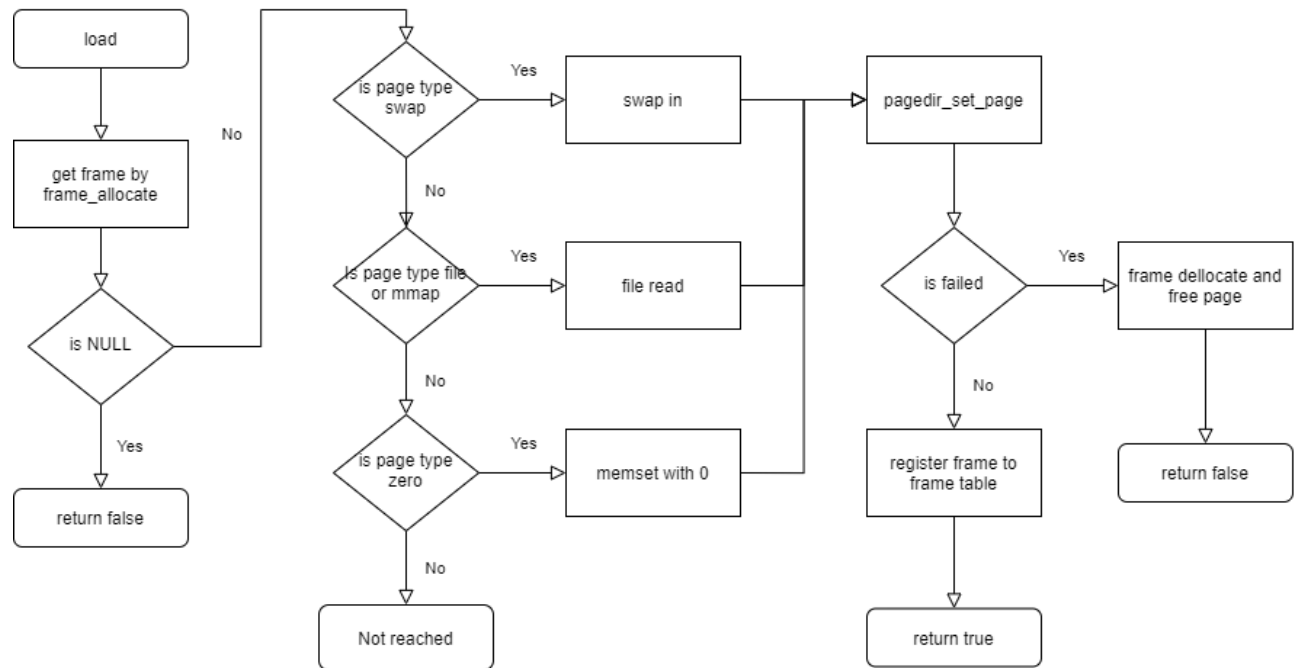 load
get frame by
frame_allocate
is NULL
No
Yes
return false
is page type
swap
Yes
swap in
No
Is page type file
or mmap
Yes
file read
No
is page type
zero
Yes
memset with 0
No
Not reached
pagedir_set_page
is failed
Yes
frame dellocate and
free page
return false
No
register frame to
frame table
return true